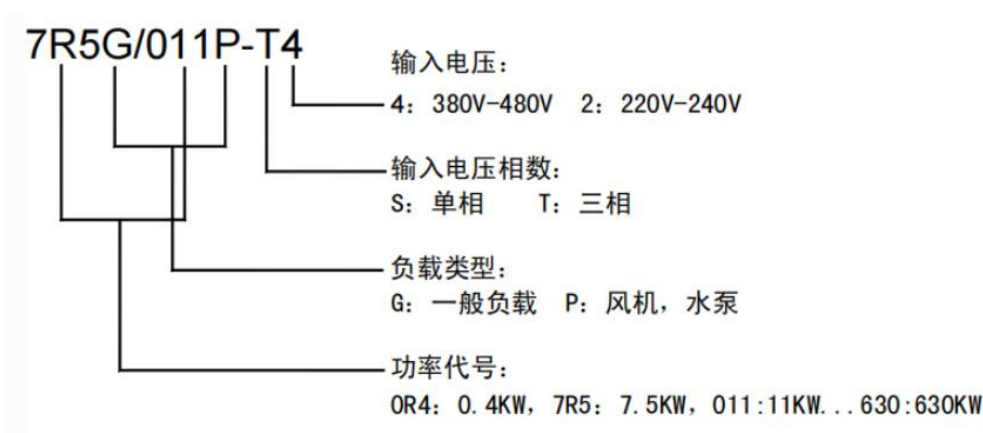 7R5G/011P-T4
输入电压:
4: 380V-480V 2: 220V-240V
输入电压相数:
S: 单相 T: 三相
负载类型:
G: 一般负载 P: 风机，水泵
功率代号:
0R4: 0.4KW, 7R5: 7.5KW, 011:11KW...630:630KW